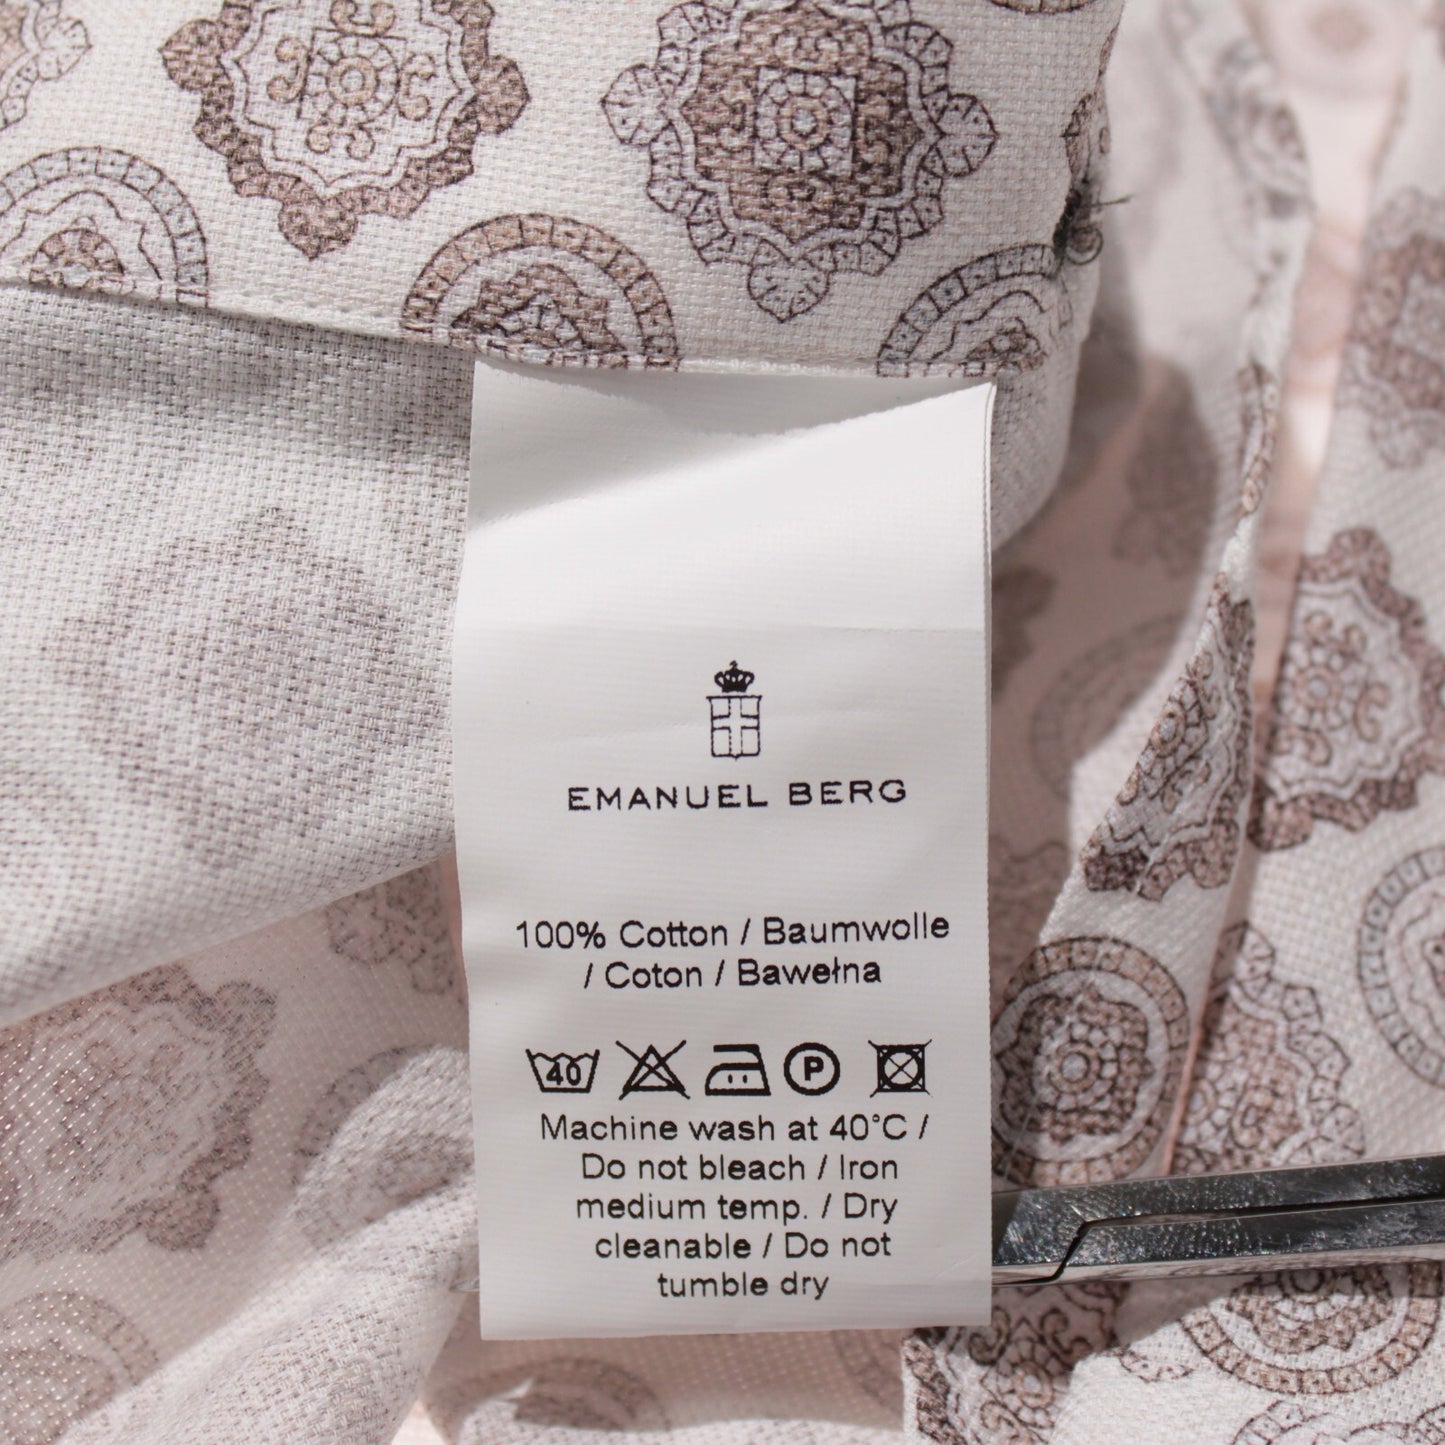 EMANUEL BERG
100% Cotton / Baumwolle
/ Coton / Bawełna
40 P
Machine wash at 40°C /
Do not bleach / Iron
medium temp. / Dry
cleanable / Do not
tumble dry